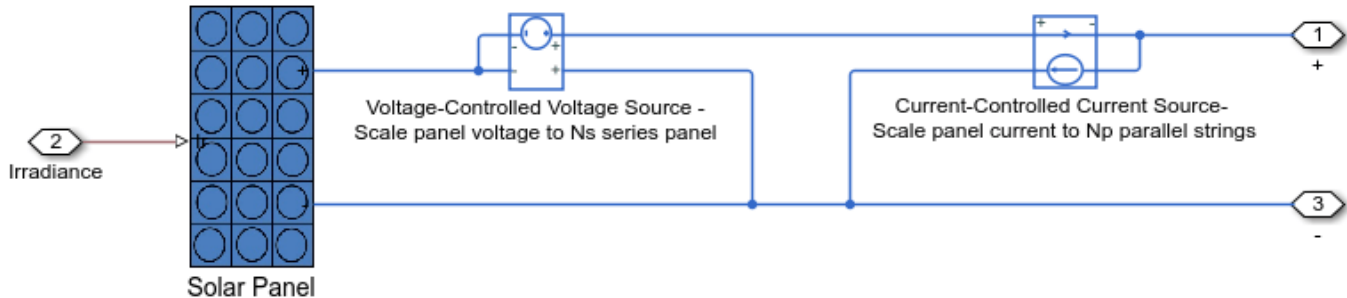 1
+
Voltage-Controlled Voltage Source -
Scale panel voltage to Ns series panel
Current-Controlled Current Source-
Scale panel current to Np parallel strings
2
Irradiance
Ir
+
-
- +
- +
+ -
3
-
Solar Panel